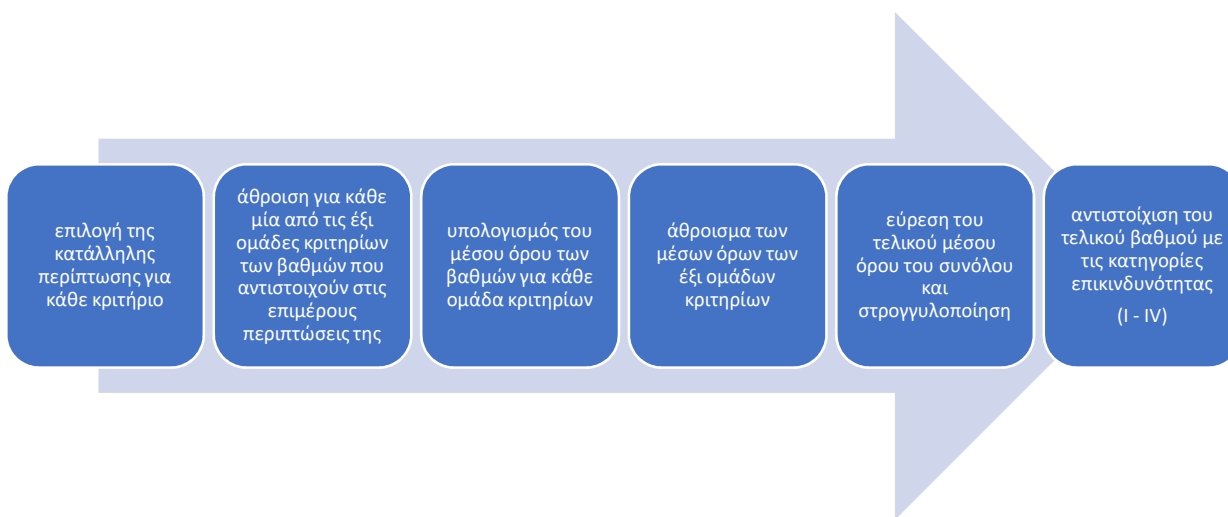 επιλογή της
κατάλληλης
περίπτωσης για
κάθε κριτήριο
άθροιση για κάθε
μία από τις έξι
ομάδες κριτηρίων
των βαθμών που
αντιστοιχούν στις
επιμέρους
περιπτώσεις της
υπολογισμός του
μέσου όρου των
βαθμών για κάθε
ομάδα κριτηρίων
άθροισμα των
μέσων όρων των
έξι ομάδων
κριτηρίων
εύρεση του
τελικού μέσου
όρου του συνόλου
και
στρογγυλοποίηση
αντιστοίχιση του
τελικού βαθμού με
τις κατηγορίες
επικινδυνότητας
(I - IV)